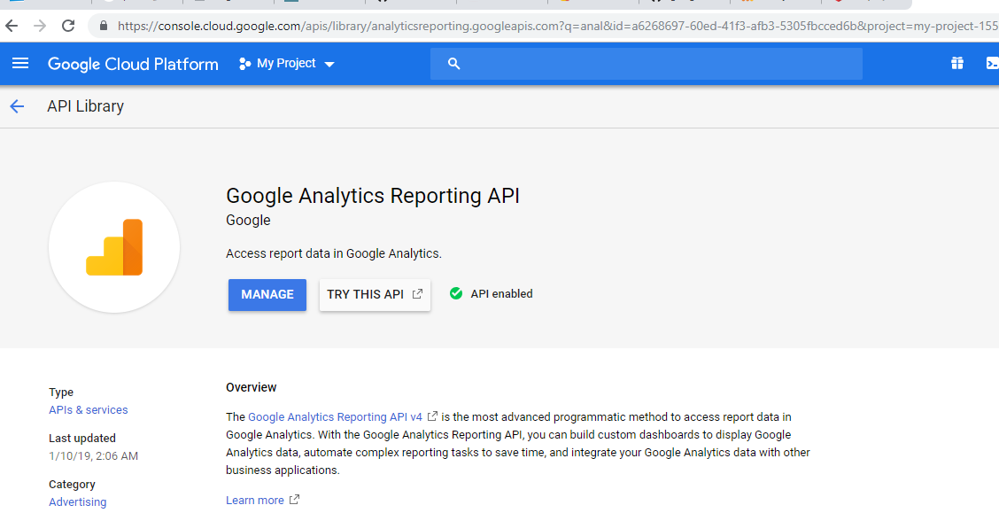 https://console.cloud.google.com/apis/library/analyticsreporting.googleapis.com?q=anal&id=a6268697-60ed-41f3-afb3-5305fbcced6b&project=my-project-155
Google Cloud Platform My Project
API Library
Google Analytics Reporting API
Google
Access report data in Google Analytics.
MANAGE TRY THIS API API enabled
Type
APIs & services
Last updated
1/10/19, 2:06 AM
Category
Advertising
Overview
The Google Analytics Reporting API v4 is the most advanced programmatic method to access report data in
Google Analytics. With the Google Analytics Reporting API, you can build custom dashboards to display Google
Analytics data, automate complex reporting tasks to save time, and integrate your Google Analytics data with other
business applications.
Learn more